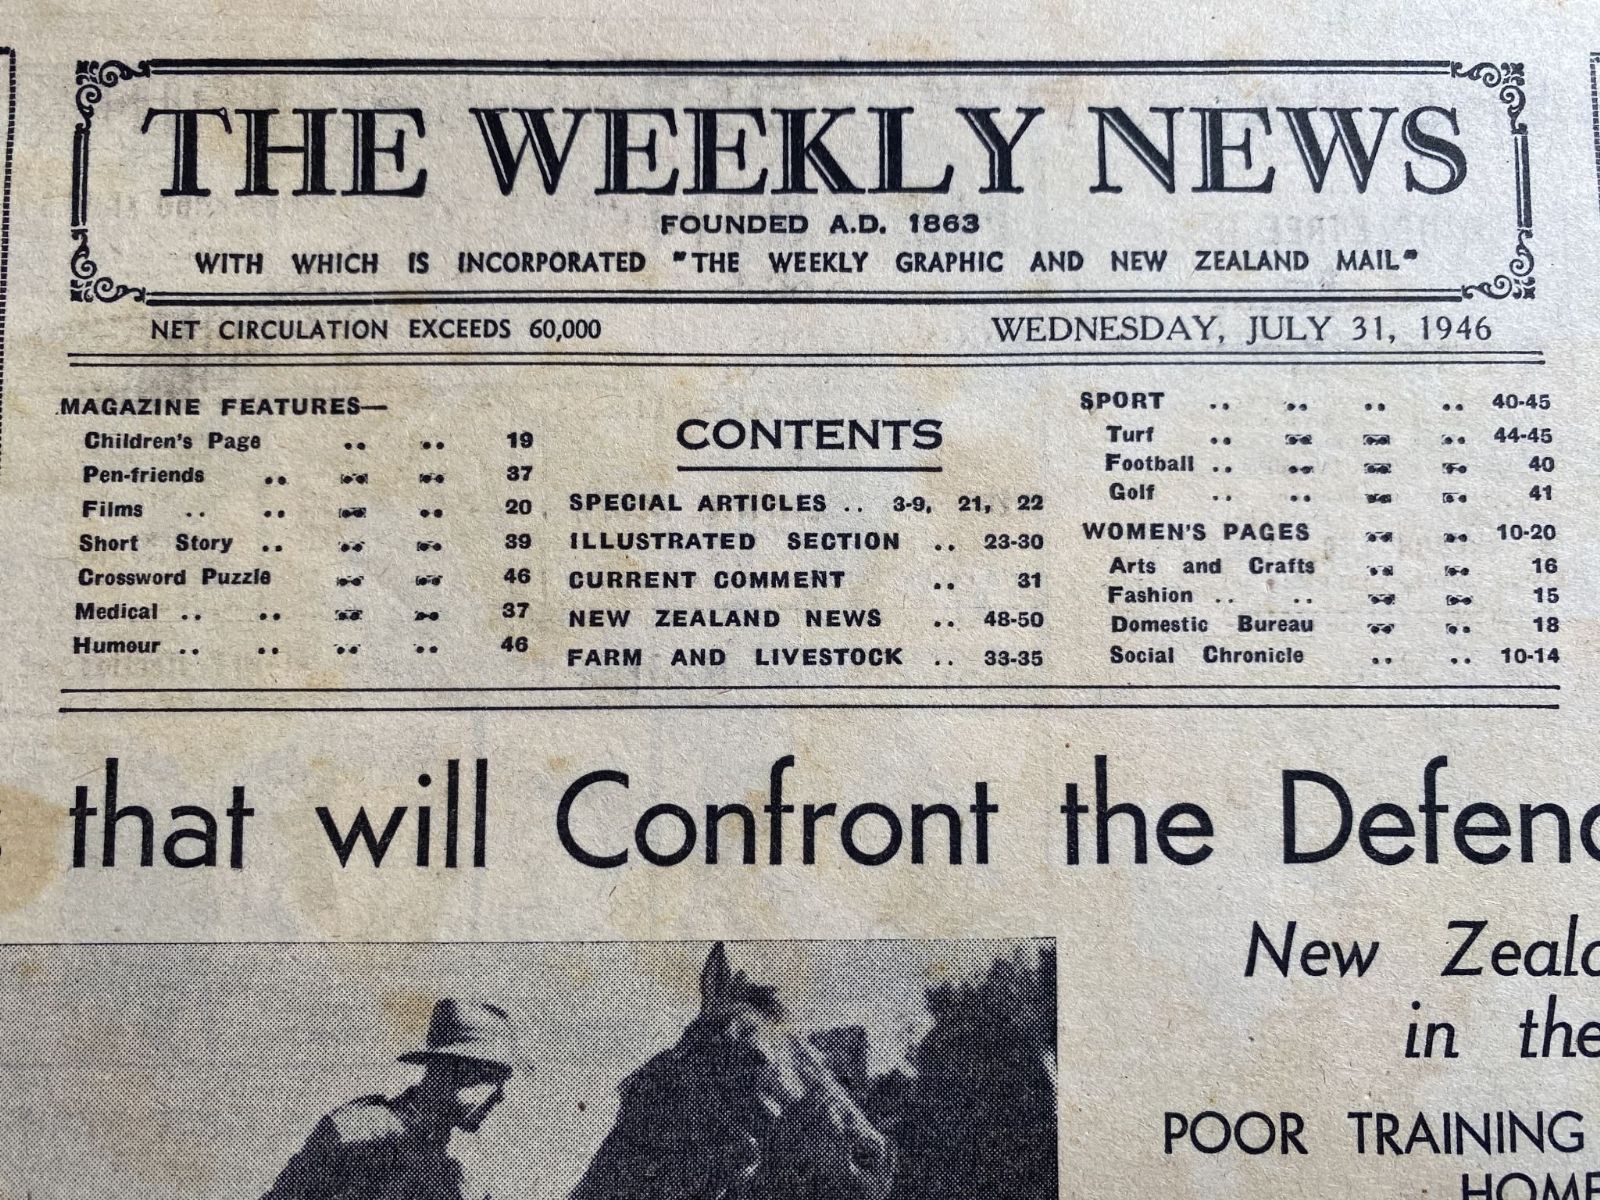 THE WEEKLY NEWS
FOUNDED A.D. 1863
WITH WHICH IS INCORPORATED "THE WEEKLY GRAPHIC AND NEW ZEALAND MAIL"
NET CIRCULATION EXCEEDS 60,000
WEDNESDAY, JULY 31, 1946
MAGAZINE FEATURES—
Children's Page .. .. 19
Pen-friends .. .. .. 37
Films .. .. .. .. 20
Short Story .. .. .. 39
Crossword Puzzle .. .. 46
Medical .. .. .. .. 37
Humour .. .. .. .. 46
CONTENTS
SPECIAL ARTICLES .. 3-9, 21, 22
ILLUSTRATED SECTION .. 23-30
CURRENT COMMENT .. 31
NEW ZEALAND NEWS .. 48-50
FARM AND LIVESTOCK .. 33-35
SPORT .. .. .. .. 40-45
Turf .. .. .. .. 44-45
Football .. .. .. .. 40
Golf .. .. .. .. 41
WOMEN'S PAGES .. .. 10-20
Arts and Crafts .. .. 16
Fashion .. .. .. .. 15
Domestic Bureau .. .. 18
Social Chronicle .. .. 10-14
that will Confront the Defenc
New Zeala
in the
POOR TRAINING
HOME